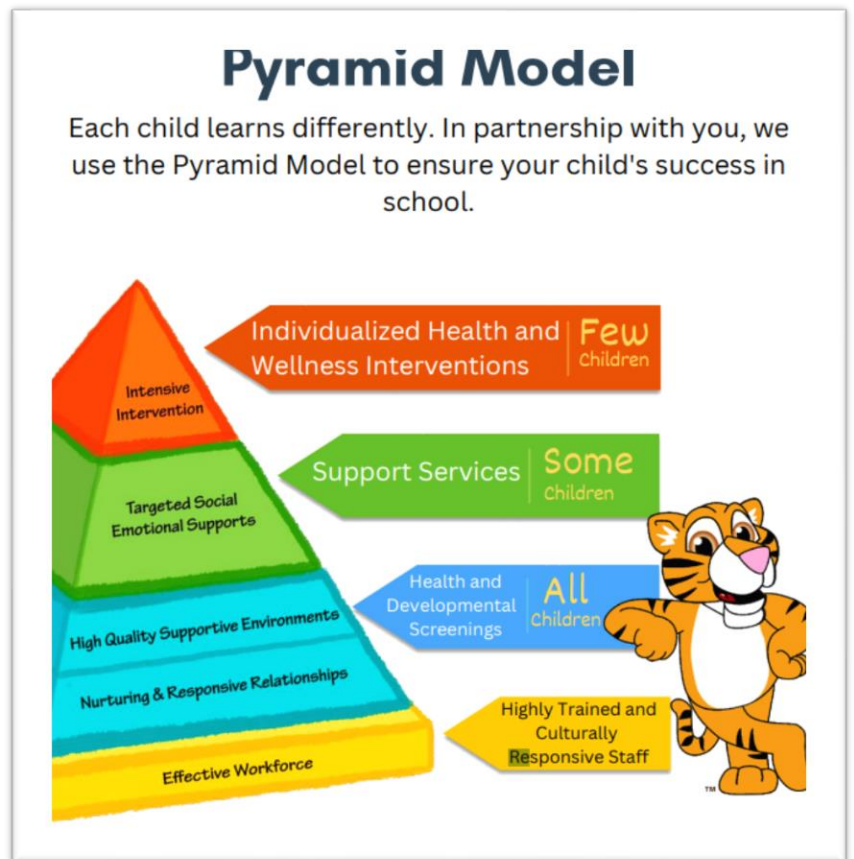 Pyramid Model
Each child learns differently. In partnership with you, we
use the Pyramid Model to ensure your child's success in
school.
Intensive
Intervention
Individualized Health and
Wellness Interventions
Few
Children
Targeted Social
Emotional Supports
Support Services
Some
Children
High Quality Supportive Environments
Nurturing & Responsive Relationships
Health and
Developmental
Screenings
All
Children
Effective Workforce
Highly Trained and
Culturally
Responsive Staff
TM